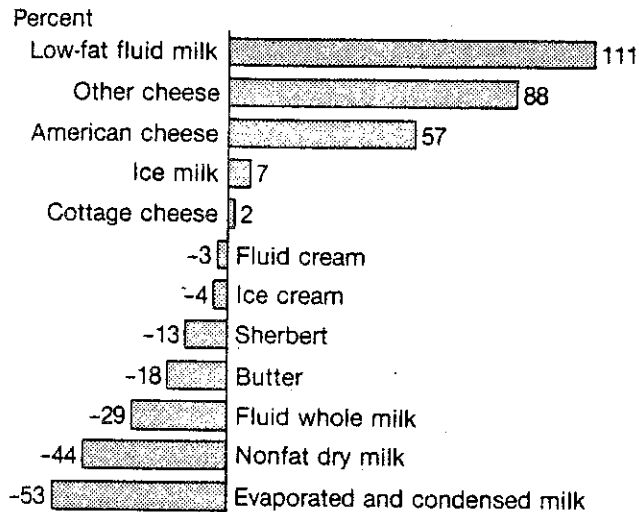 Percent
Low-fat fluid milk 111
Other cheese 88
American cheese 57
Ice milk 7
Cottage cheese 2
-3 Fluid cream
-4 Ice cream
-13 Sherbert
-18 Butter
-29 Fluid whole milk
-44 Nonfat dry milk
-53 Evaporated and condensed milk